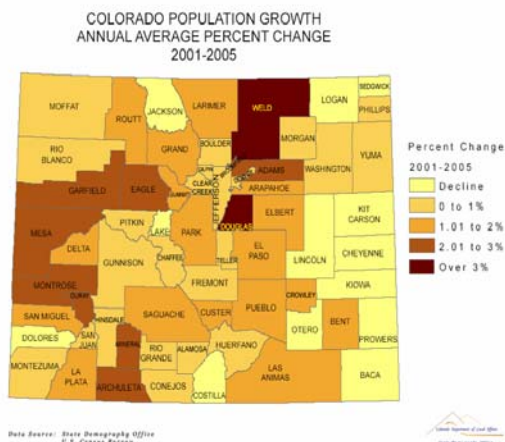 COLORADO POPULATION GROWTH
ANNUAL AVERAGE PERCENT CHANGE
2001-2005
SEDGWICK
LOGAN
PHILLIPS
MOFFAT
JACKSON
LARIMER
WELD
ROUTT
MORGAN
GRAND
BOULDER
YUMA
RIO
BLANCO
WASHINGTON
ADAMS
GARFIELD
EAGLE
SUMMIT
CLEAR
CREEK
JEFFERSON
ARAPAHOE
PITKIN
LAKE
PARK
DOUGLAS
ELBERT
KIT
CARSON
MESA
DELTA
GUNNISON
CHAFFEE
TELLER
EL
PASO
LINCOLN
CHEYENNE
FREMONT
MONTROSE
OURAY
KIOWA
CROWLEY
SAN MIGUEL
HINSDALE
SAGUACHE
CUSTER
PUEBLO
OTERO
BENT
PROWERS
DOLORES
SAN
JUAN
MINERAL
RIO
GRANDE
ALAMOSA
HUERFANO
MONTEZUMA
LA
PLATA
ARCHULETA
CONEJOS
COSTILLA
LAS
ANIMAS
BACA
Percent Change
2001-2005
Decline
0 to 1%
1.01 to 2%
2.01 to 3%
Over 3%
Data Source: State Demography Office
U.S. Census Bureau